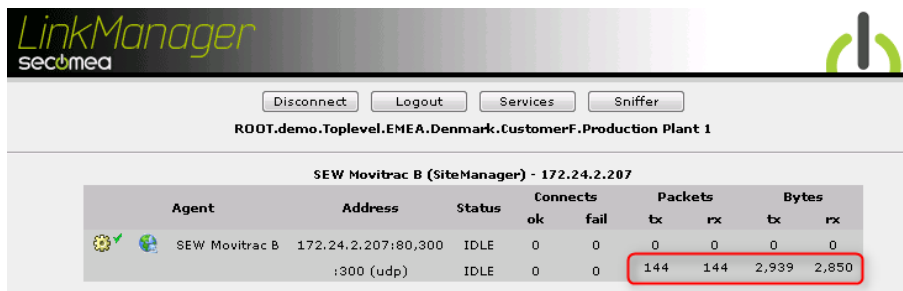 LinkManager
secomea
Disconnect Logout Services Sniffer
ROOT.demo.Toplevel.EMEA.Denmark.CustomerF.Production Plant 1
SEW Movitrac B (SiteManager) - 172.24.2.207
Agent Address Status Connects Packets Bytes
ok fail tx rx tx rx
SEW Movitrac B 172.24.2.207:80,300 IDLE 0 0 0 0 0 0
:300 (udp) IDLE 0 0 144 144 2,939 2,850